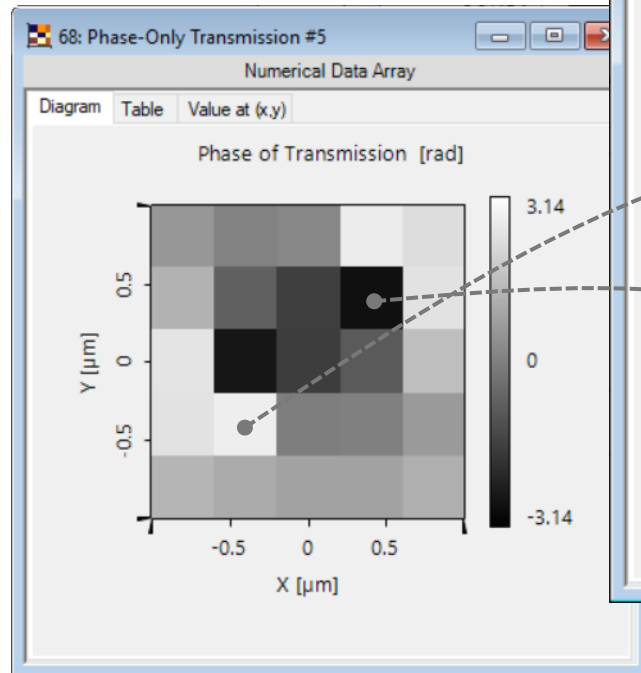 68: Phase-Only Transmission #5
Numerical Data Array
Diagram Table Value at (x,y)
Phase of Transmission [rad]
3.14
0.5
0
0
-0.5
-3.14
Y [µm]
-0.5 0 0.5
X [µm]